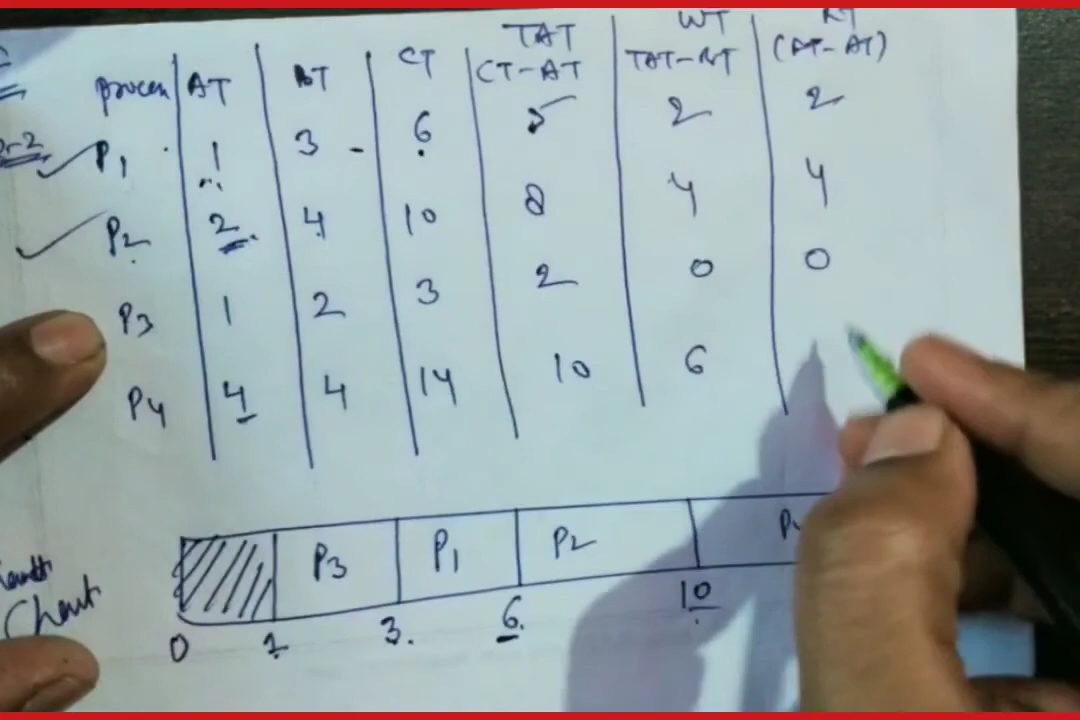 TAT WT RT
process AT BT CT CT-AT TAT-BT (AT-AT)
P1 1 3 6 5 2 2
P2 2 4 10 8 4 4
P3 1 2 3 2 0 0
P4 4 4 14 10 6
P3 P1 P2
Chart
0 1 3 6 10